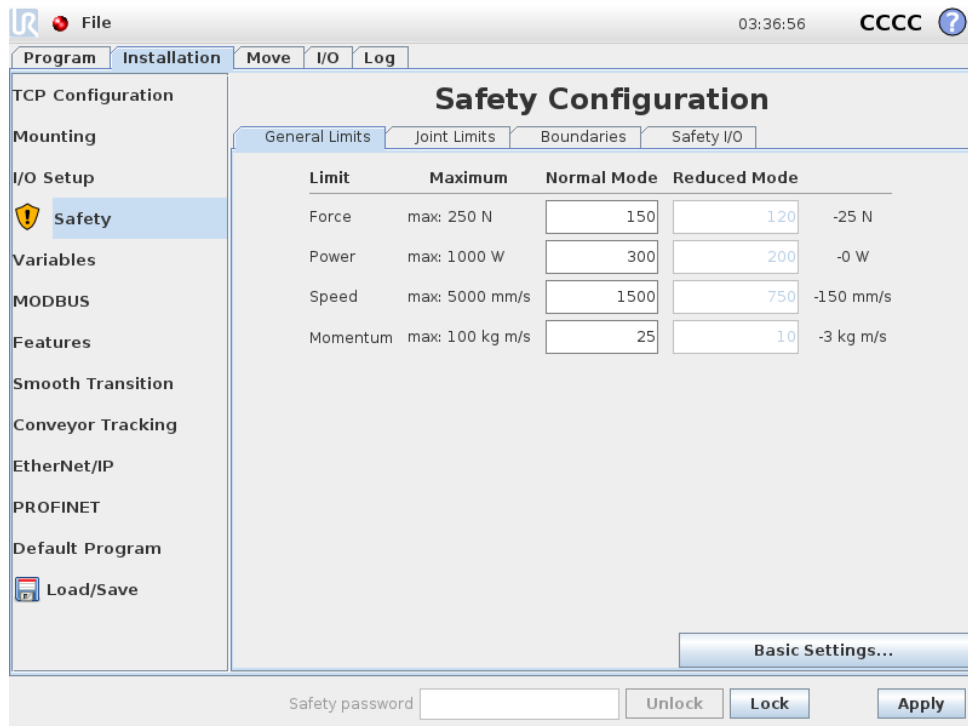 UR File 03:36:56 CCCC ?
Program Installation Move I/O Log
TCP Configuration
Mounting
I/O Setup
Safety
Variables
MODBUS
Features
Smooth Transition
Conveyor Tracking
EtherNet/IP
PROFINET
Default Program
Load/Save
Safety Configuration
General Limits Joint Limits Boundaries Safety I/O
Limit Maximum Normal Mode Reduced Mode
Force max: 250 N 150 120 -25 N
Power max: 1000 W 300 200 -0 W
Speed max: 5000 mm/s 1500 750 -150 mm/s
Momentum max: 100 kg m/s 25 10 -3 kg m/s
Basic Settings...
Safety password Unlock Lock Apply